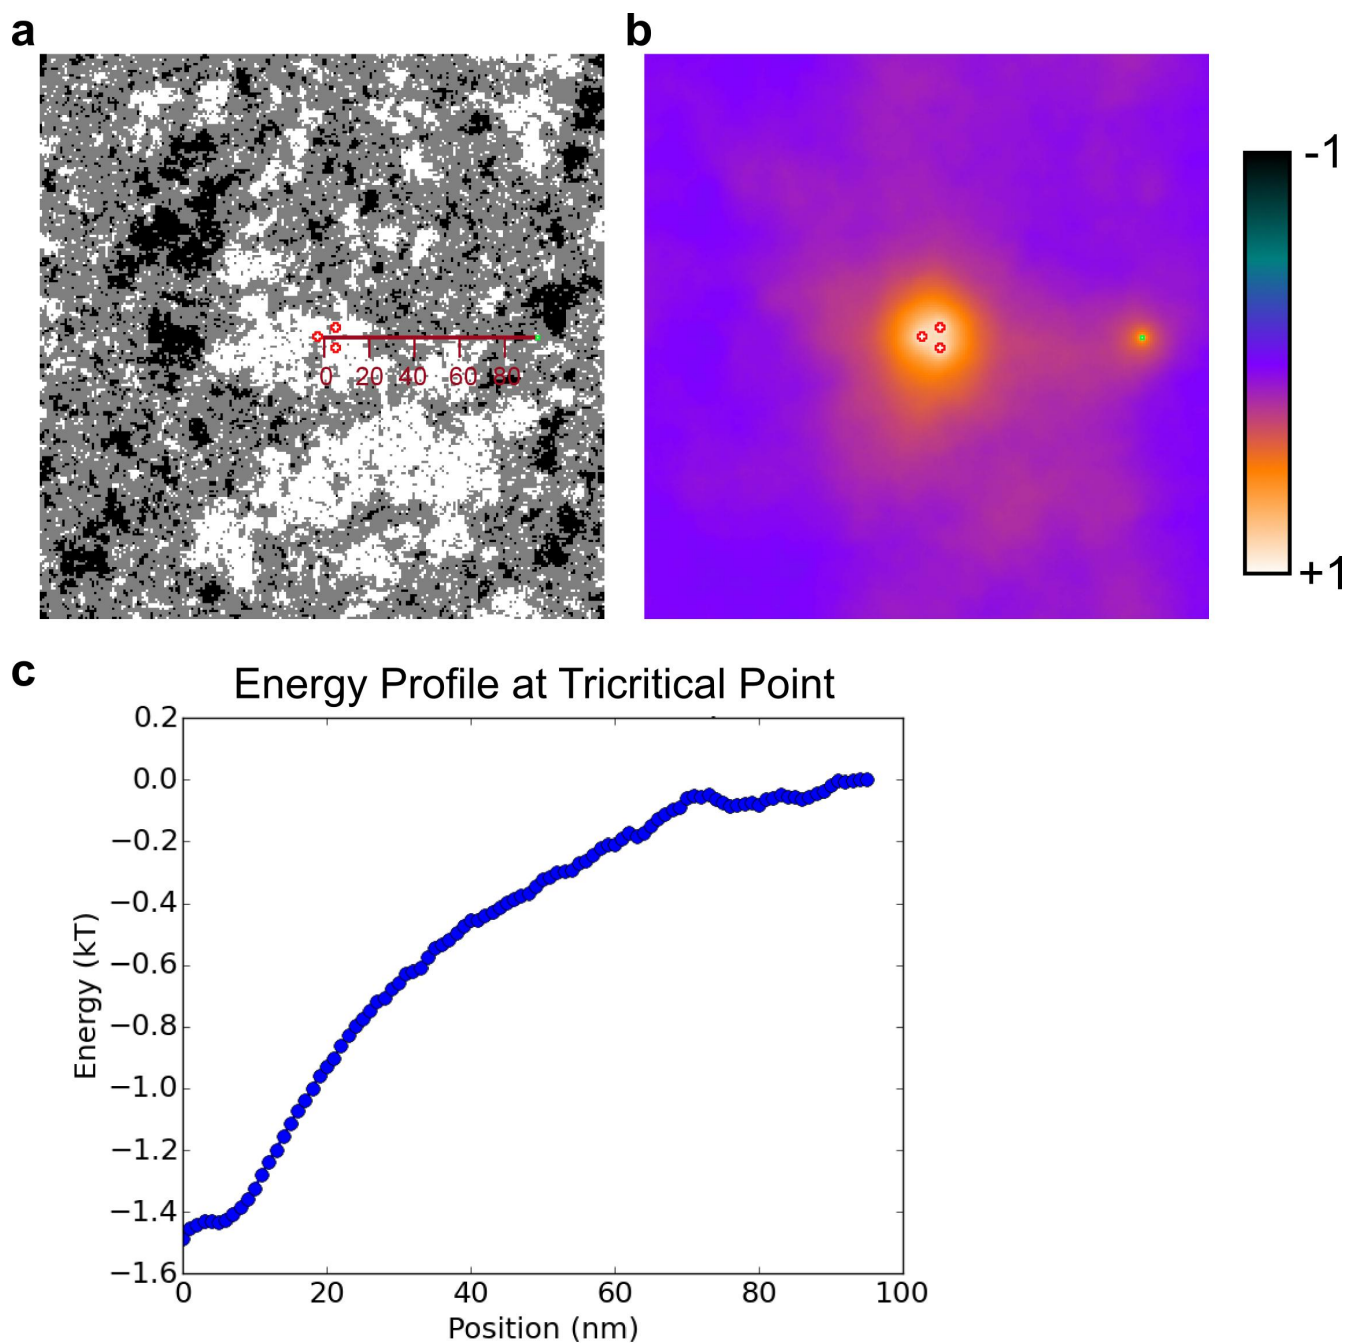 a
b
0 20 40 60 80
-1
+1
c
Energy Profile at Tricritical Point
0.2
0.0
−0.2
−0.4
−0.6
−0.8
−1.0
−1.2
−1.4
−1.6
Energy (kT)
0 20 40 60 80 100
Position (nm)